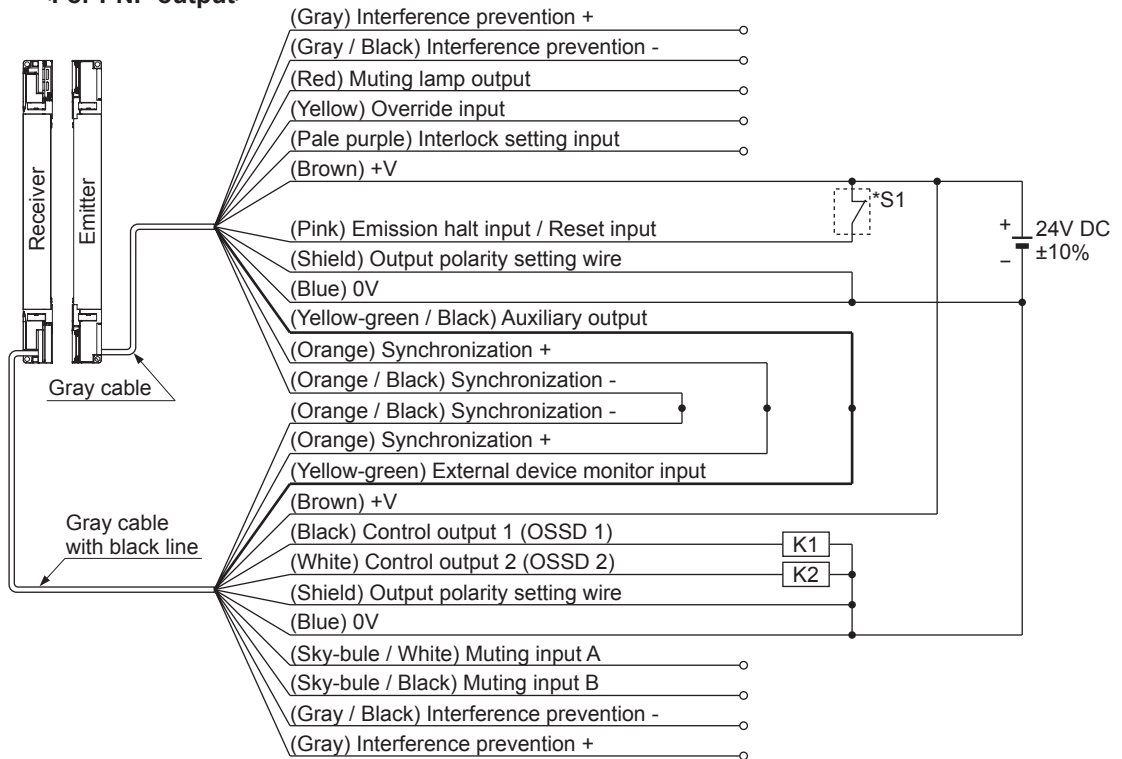 <For PNP output>
(Gray) Interference prevention +
(Gray / Black) Interference prevention -
(Red) Muting lamp output
(Yellow) Override input
(Pale purple) Interlock setting input
(Brown) +V
*S1
(Pink) Emission halt input / Reset input
(Shield) Output polarity setting wire
(Blue) 0V
+
24V DC
±10%
−
(Yellow-green / Black) Auxiliary output
(Orange) Synchronization +
(Orange / Black) Synchronization -
(Orange / Black) Synchronization -
(Orange) Synchronization +
(Yellow-green) External device monitor input
(Brown) +V
(Black) Control output 1 (OSSD 1)
K1
(White) Control output 2 (OSSD 2)
K2
(Shield) Output polarity setting wire
(Blue) 0V
(Sky-bule / White) Muting input A
(Sky-bule / Black) Muting input B
(Gray / Black) Interference prevention -
(Gray) Interference prevention +
Receiver
Emitter
Gray cable
Gray cable
with black line